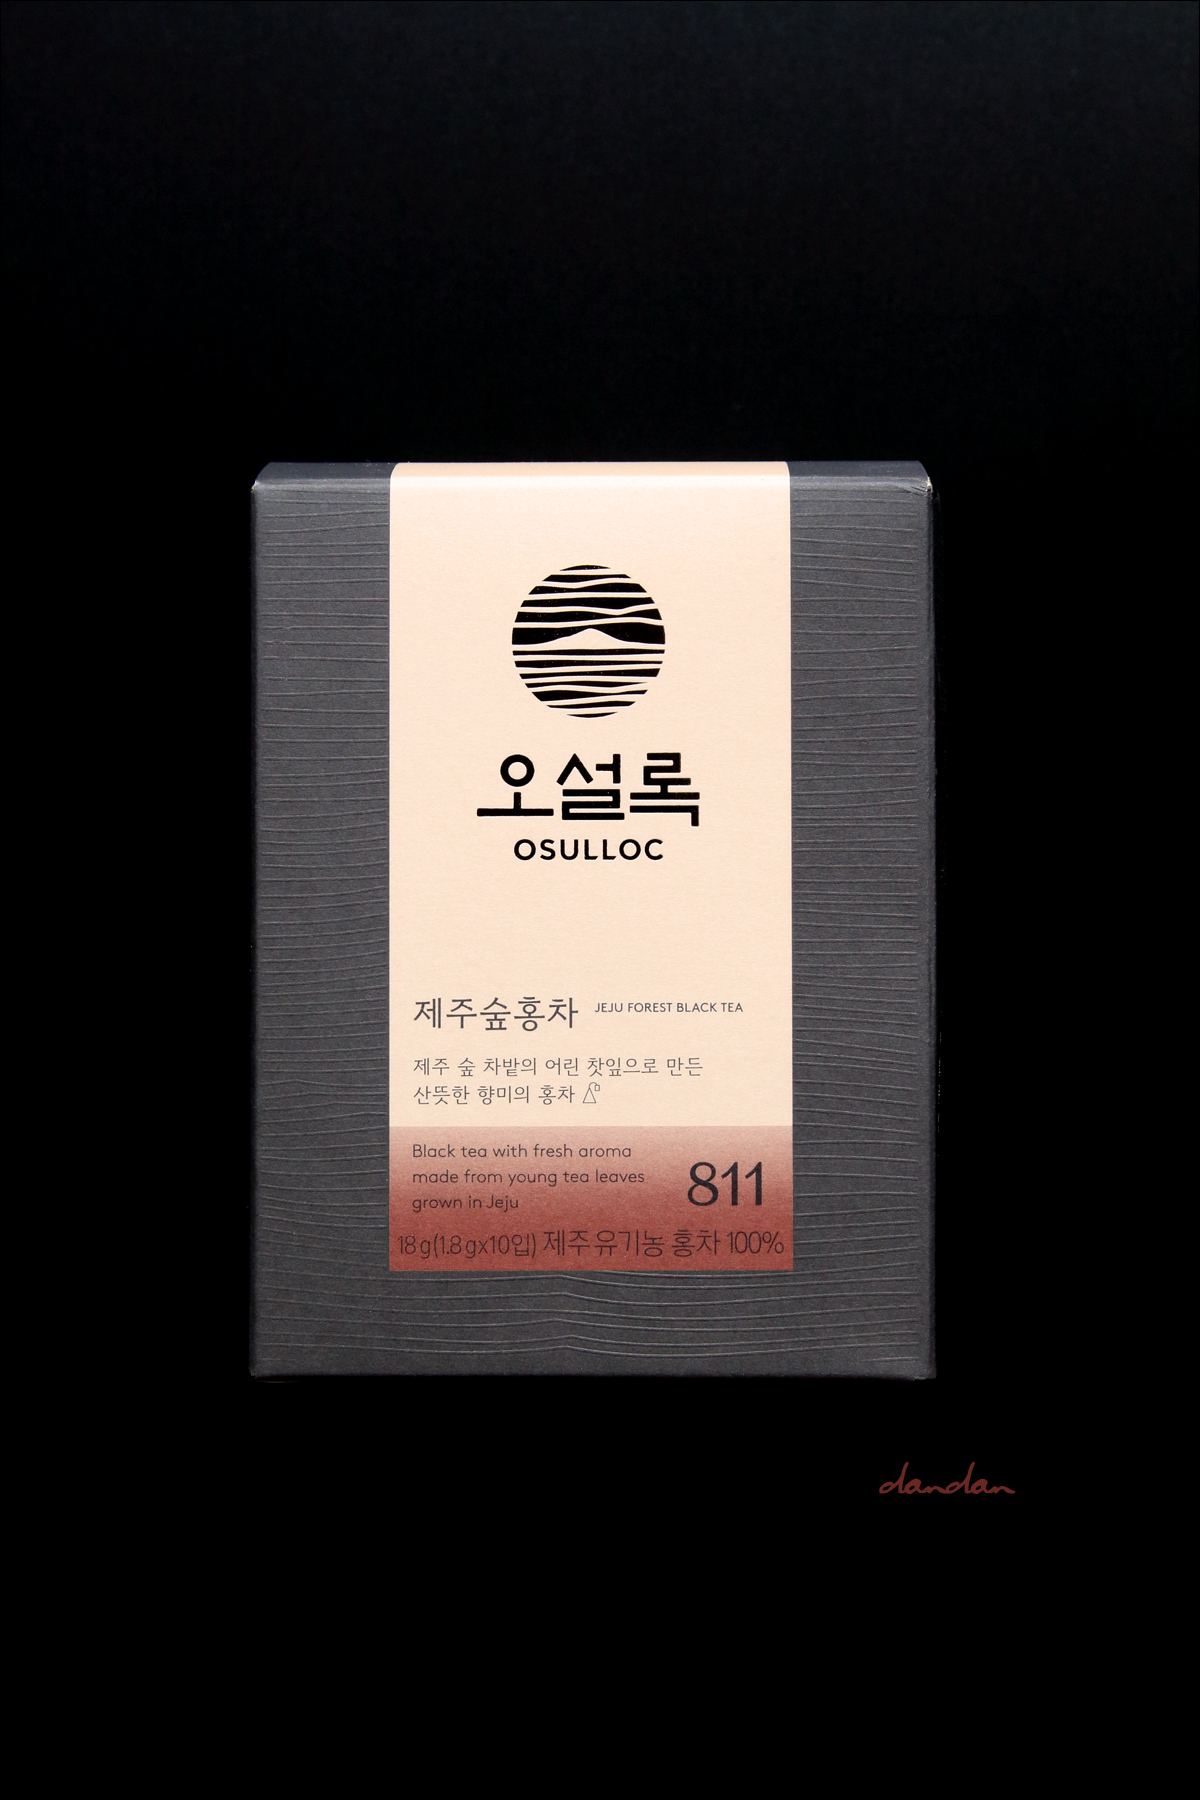 오설록
OSULLOC
제주숲홍차 JEJU FOREST BLACK TEA
제주 숲 차밭의 어린 찻잎으로 만든
산뜻한 향미의 홍차
Black tea with fresh aroma
made from young tea leaves
grown in Jeju
811
18g(1.8gx10입) 제주 유기농 홍차 100%
dandan